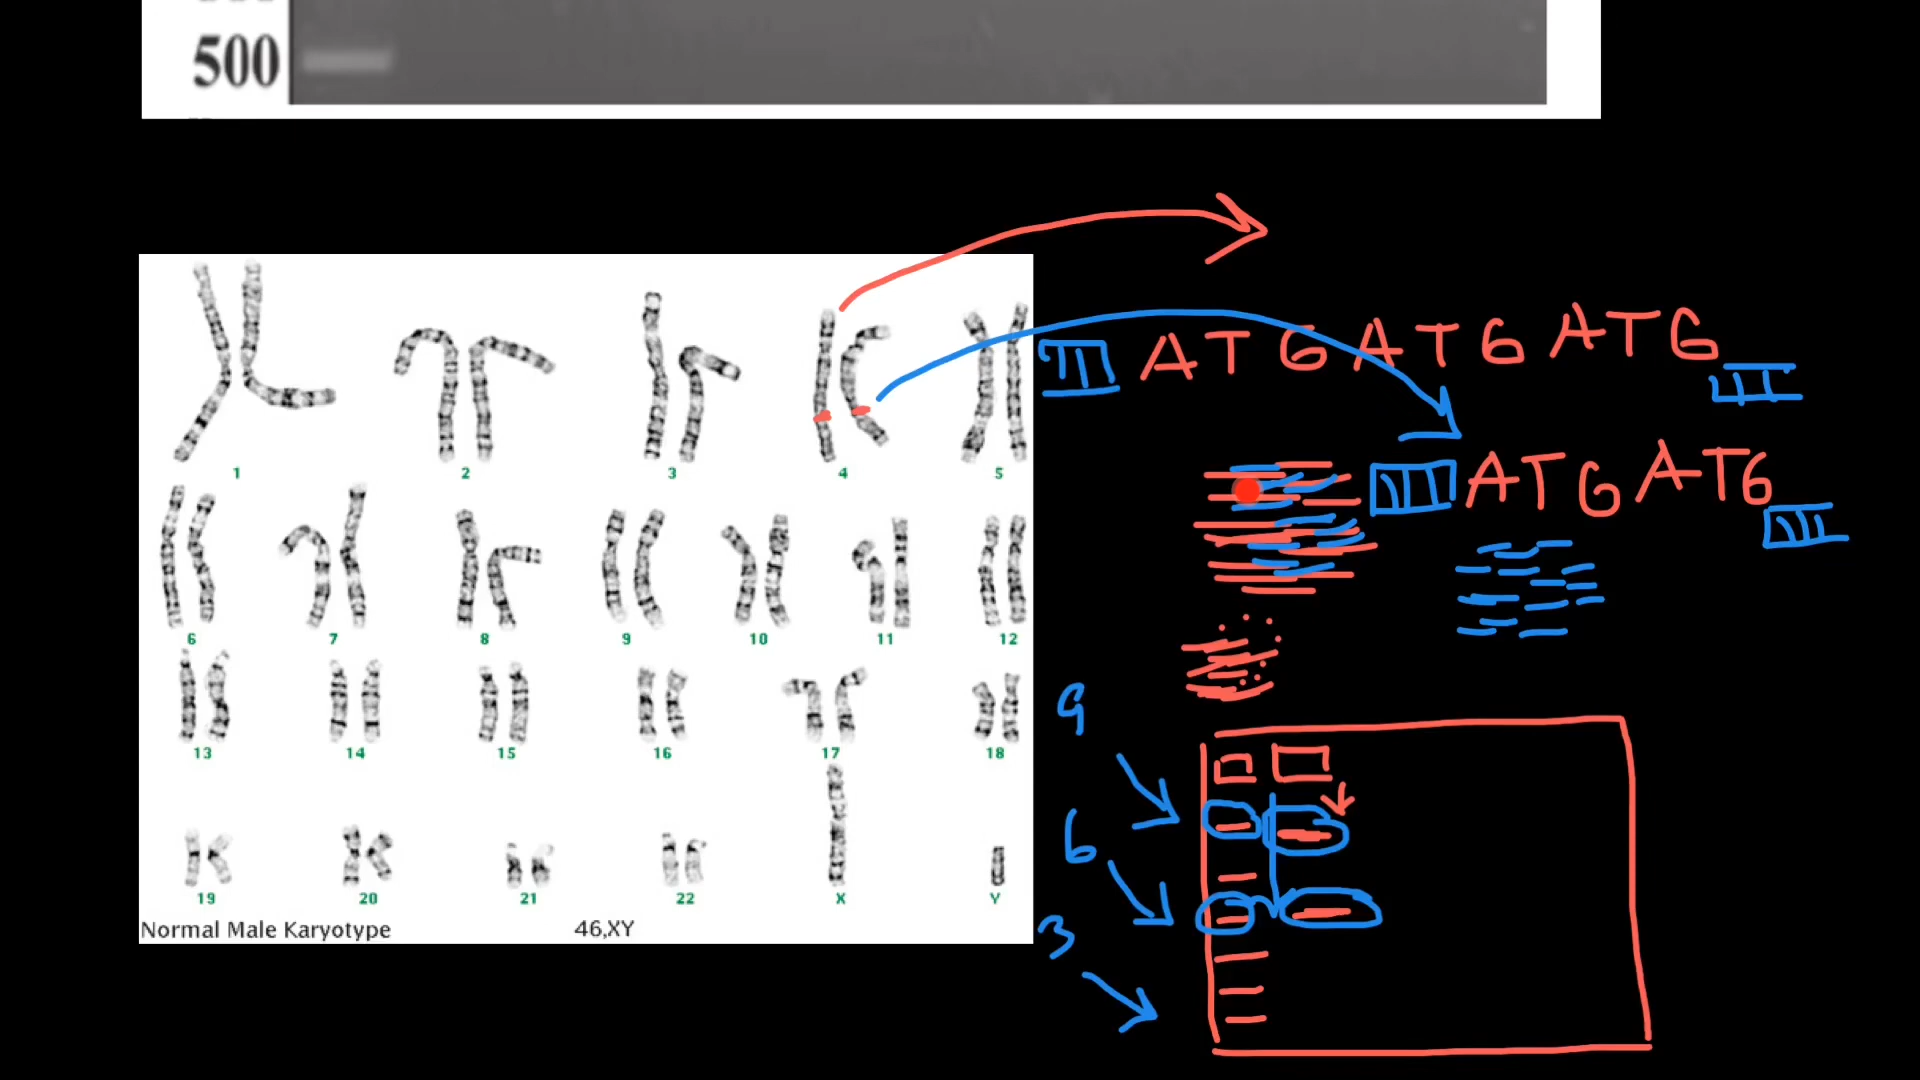 500
ATGATGATG
ATGATG
1 2 3 4 5
6 7 8 9 10 11 12
13 14 15 16 17 18
9
6
19 20 21 22 X Y
3
Normal Male Karyotype 46,XY